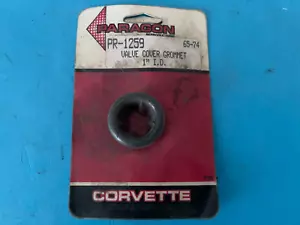 PARAGON
PR-1259 65-74
VALVE COVER GROMMET
1" I.D.
CORVETTE